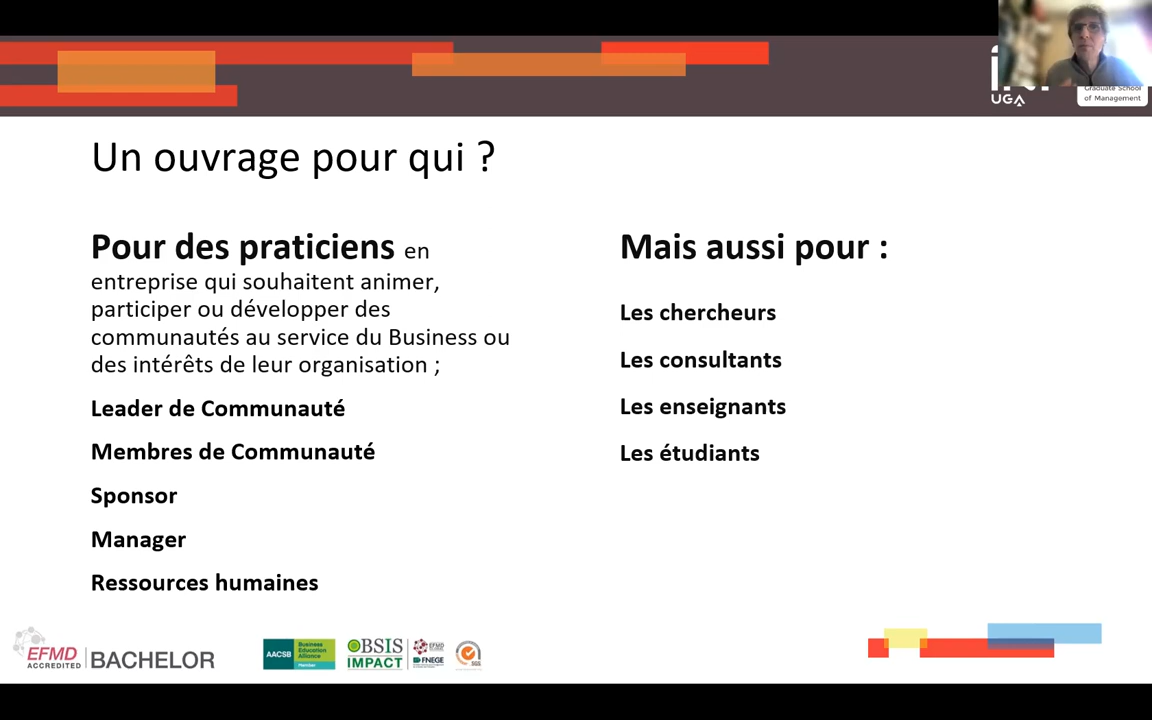 UGA
Graduate School
of Management
Un ouvrage pour qui ?
Pour des praticiens en
entreprise qui souhaitent animer,
participer ou développer des
communautés au service du Business ou
des intérêts de leur organisation ;
Leader de Communauté
Membres de Communauté
Sponsor
Manager
Ressources humaines
Mais aussi pour :
Les chercheurs
Les consultants
Les enseignants
Les étudiants
EFMD
ACCREDITED
BACHELOR
AACSB
Business
Education
Alliance
Member
BSIS
IMPACT
EFMD
FNEGE